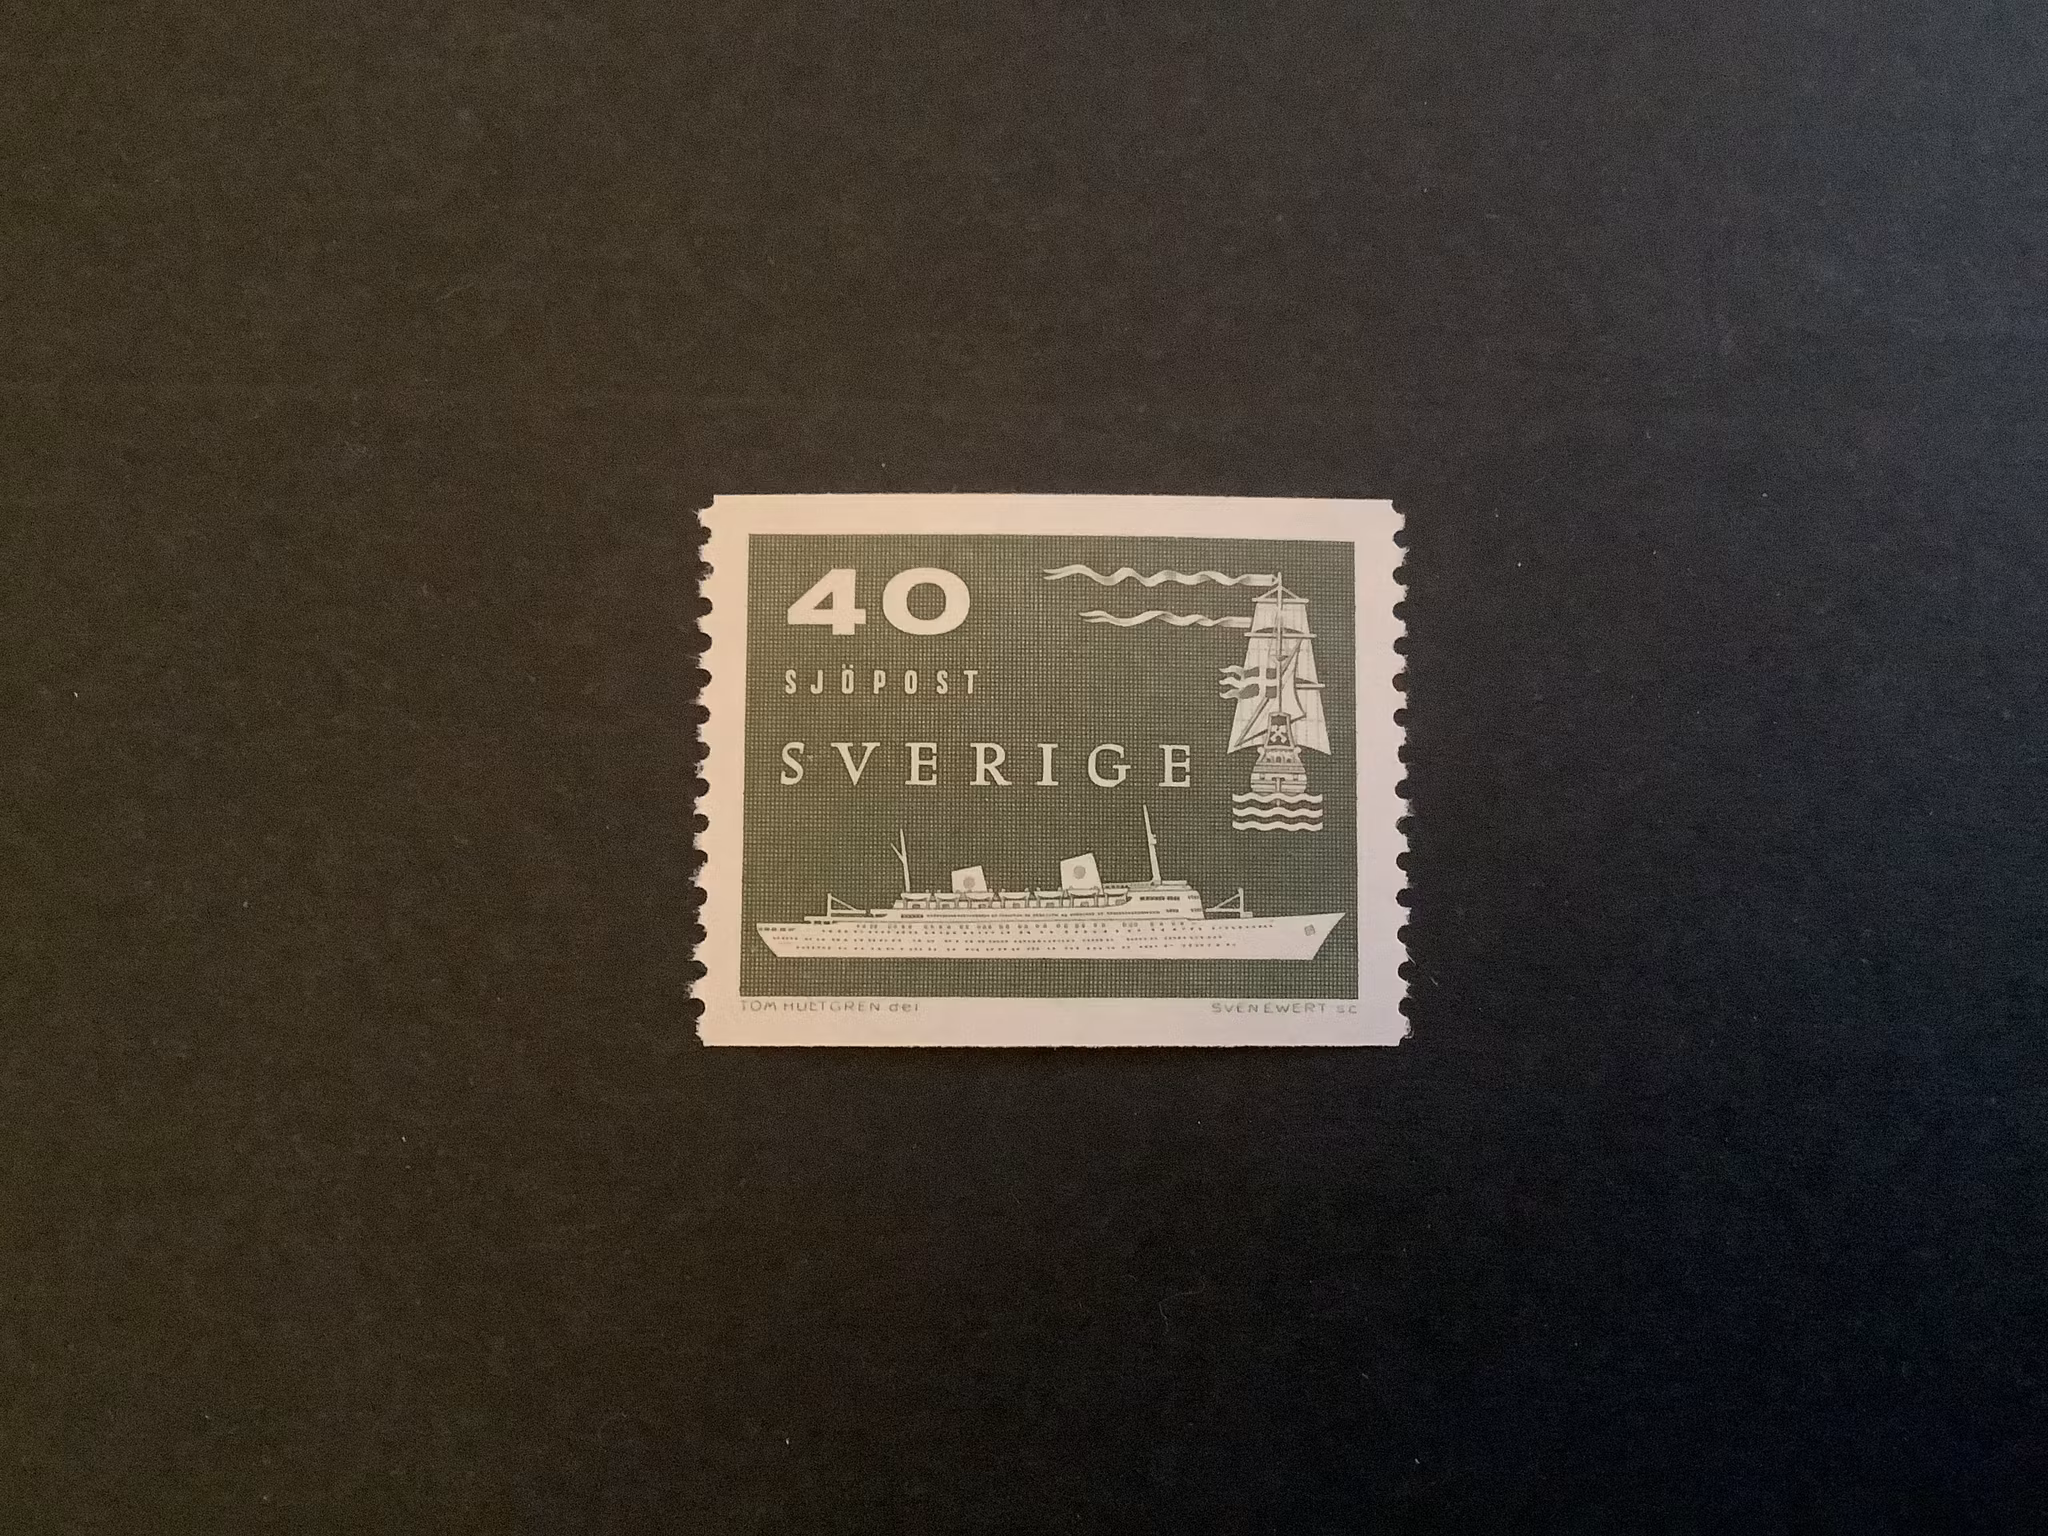 40
SJÖPOST
SVERIGE
TOM HULTGREN del
SVEN EWERT sc